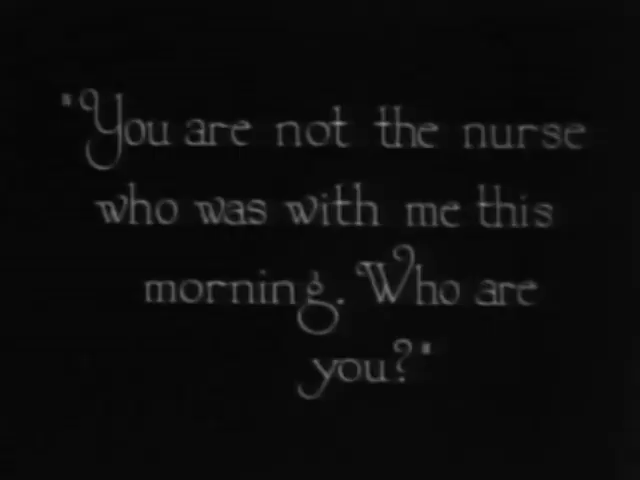 "You are not the nurse
who was with me this
morning. Who are
you?"